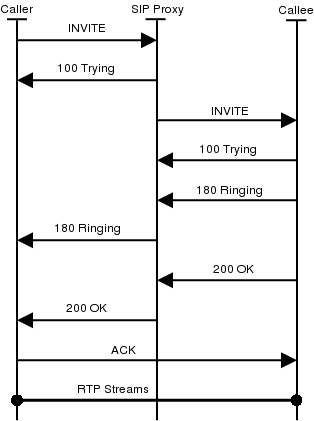 Caller SIP Proxy Callee
INVITE
100 Trying
INVITE
100 Trying
180 Ringing
180 Ringing
200 OK
200 OK
ACK
RTP Streams